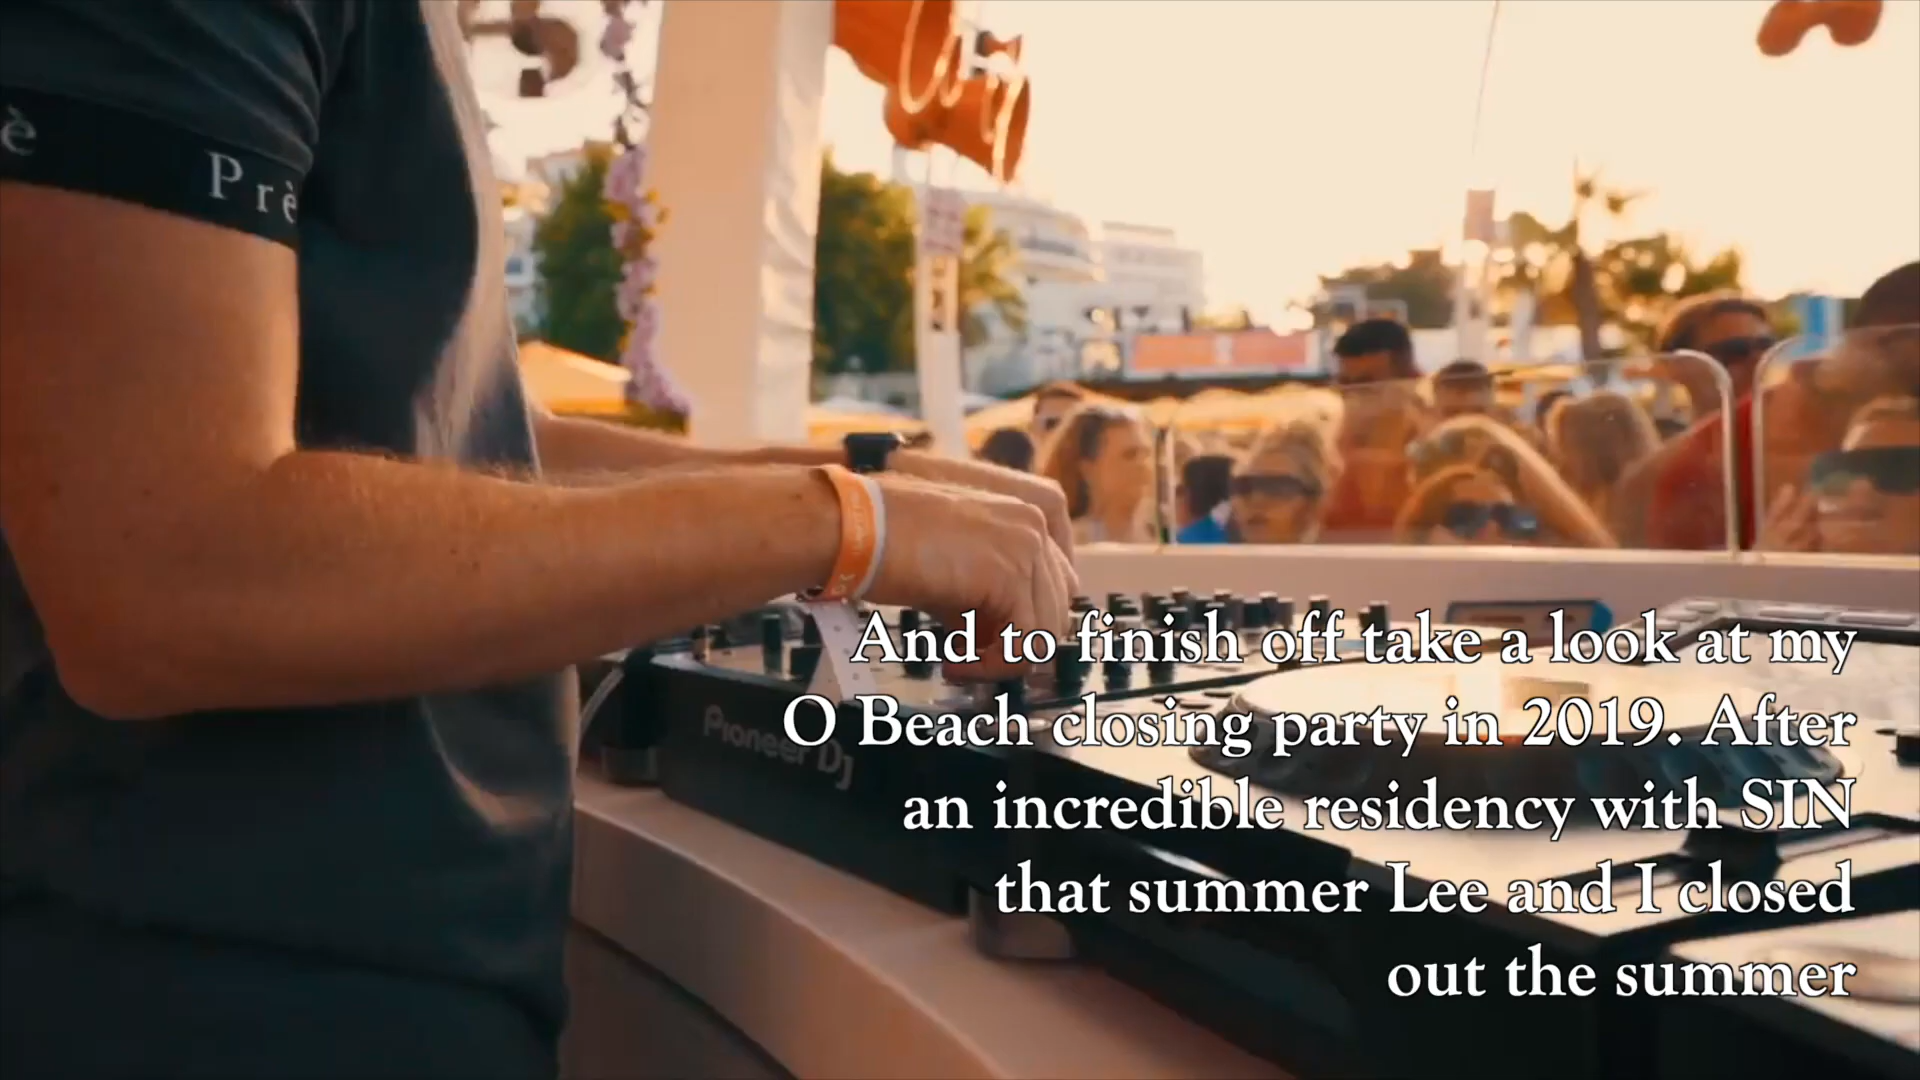 è
Prè
Pioneer Dj
And to finish off take a look at my
O Beach closing party in 2019. After
an incredible residency with SIN
that summer Lee and I closed
out the summer